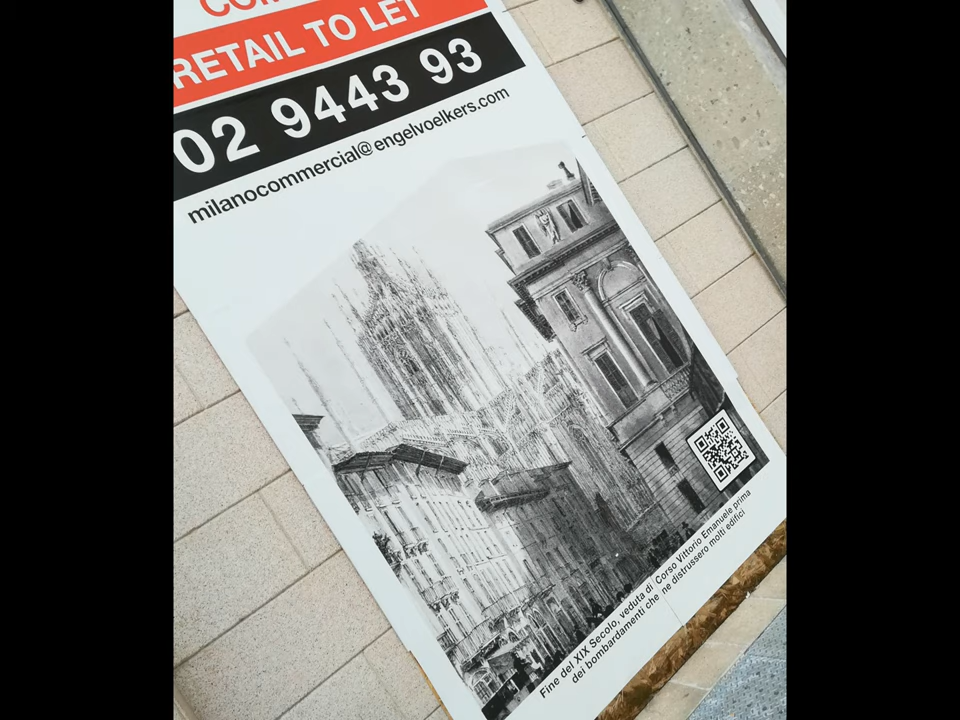 RETAIL TO LET
02 9443 93
milanocommercial@engelvoelkers.com
Fine del XIX Secolo, veduta di Corso Vittorio Emanuele prima
dei bombardamenti che ne distrussero molti edifici